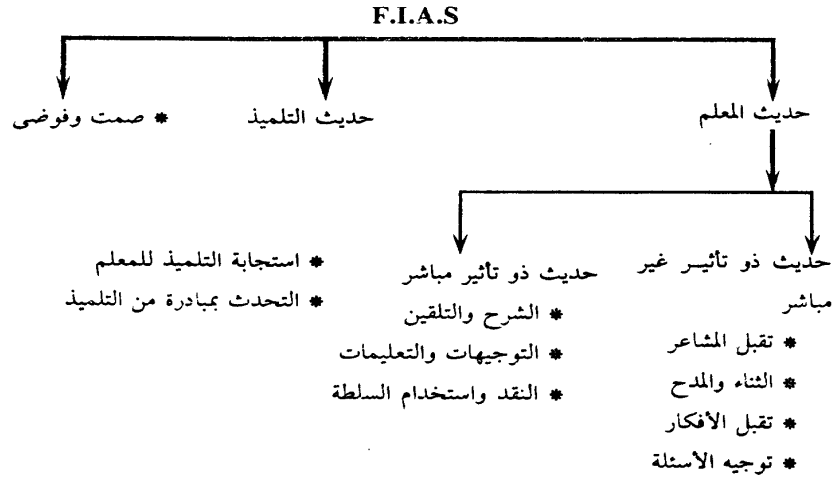 F.I.A.S
حديث المعلم
حديث التلميذ
* صمت وفوضى
حديث ذو تأثيـر غير
مباشر
* تقبل المشاعر
* الثناء والمدح
* تقبل الأفكار
* توجيه الأسئلة
حديث ذو تأثير مباشر
* الشرح والتلقين
* التوجيهات والتعليمات
* النقد واستخدام السلطة
* استجابة التلميذ للمعلم
* التحدث بمبادرة من التلميذ